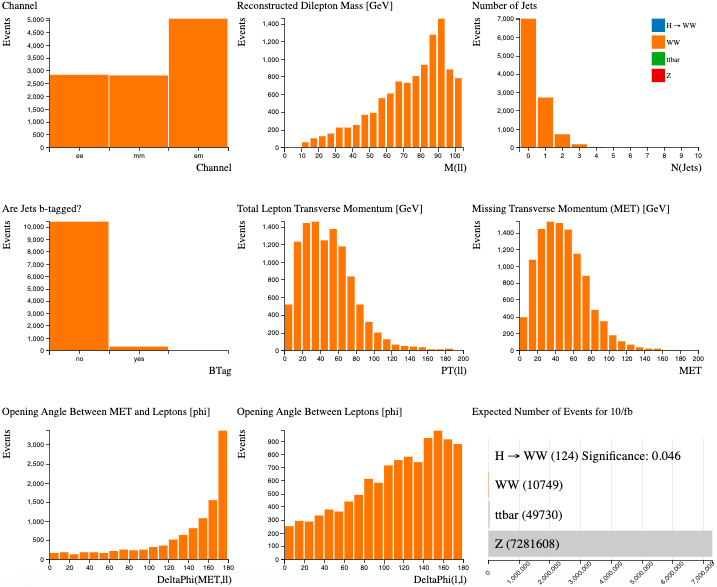 Channel
Events
5,000
4,500
4,000
3,500
3,000
2,500
2,000
1,500
1,000
500
0
ee mm em
Channel
Reconstructed Dilepton Mass [GeV]
Events
1,400
1,200
1,000
800
600
400
200
0
0 10 20 30 40 50 60 70 80 90 100
M(ll)
Number of Jets
Events
7,000
6,000
5,000
4,000
3,000
2,000
1,000
0
0 1 2 3 4 5 6 7 8 9 10
N(Jets)
H → WW
WW
ttbar
Z
Are Jets b-tagged?
Events
10,000
9,000
8,000
7,000
6,000
5,000
4,000
3,000
2,000
1,000
0
no yes
BTag
Total Lepton Transverse Momentum [GeV]
Events
1,400
1,200
1,000
800
600
400
200
0
0 20 40 60 80 100 120 140 160 180 200
PT(ll)
Missing Transverse Momentum (MET) [GeV]
Events
1,400
1,200
1,000
800
600
400
200
0
0 20 40 60 80 100 120 140 160 180 200
MET
Opening Angle Between MET and Leptons [phi]
Events
3,000
2,500
2,000
1,500
1,000
500
0
0 20 40 60 80 100 120 140 160 180
DeltaPhi(MET,ll)
Opening Angle Between Leptons [phi]
Events
900
800
700
600
500
400
300
200
100
0
0 20 40 60 80 100 120 140 160 180
DeltaPhi(l,l)
Expected Number of Events for 10/fb
H → WW (124) Significance: 0.046
WW (10749)
ttbar (49730)
Z (7281608)
0 1,000,000 2,000,000 3,000,000 4,000,000 5,000,000 6,000,000 7,000,000